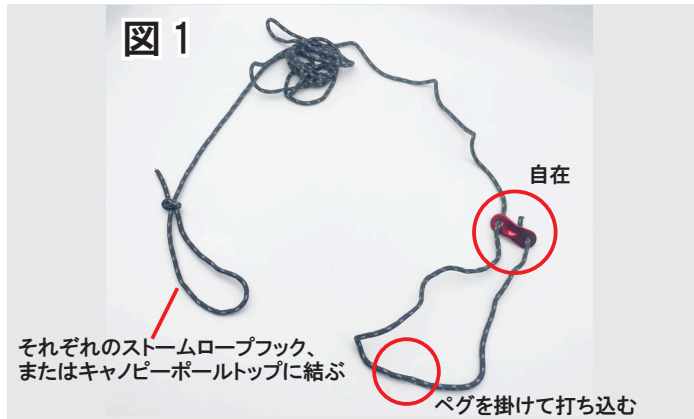 図1
自在
それぞれのストームロープフック、
またはキャノピーポールトップに結ぶ
ペグを掛けて打ち込む